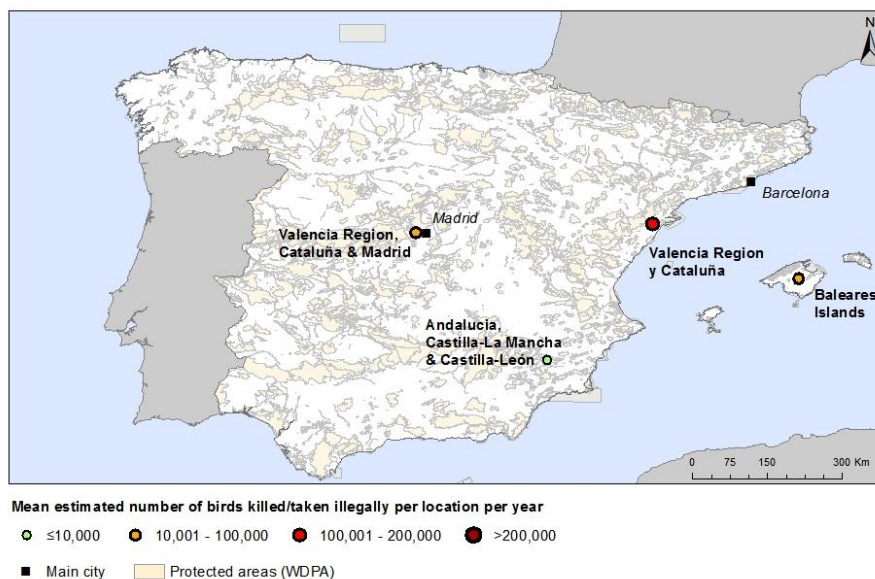 N
Barcelona
Madrid
Valencia Region,
Cataluña & Madrid
Valencia Region
y Cataluña
Baleares
Islands
Andalucia,
Castilla-La Mancha
& Castilla-León
0 75 150 300 Km
Mean estimated number of birds killed/taken illegally per location per year
≤10,000 10,001 - 100,000 100,001 - 200,000 >200,000
Main city Protected areas (WDPA)